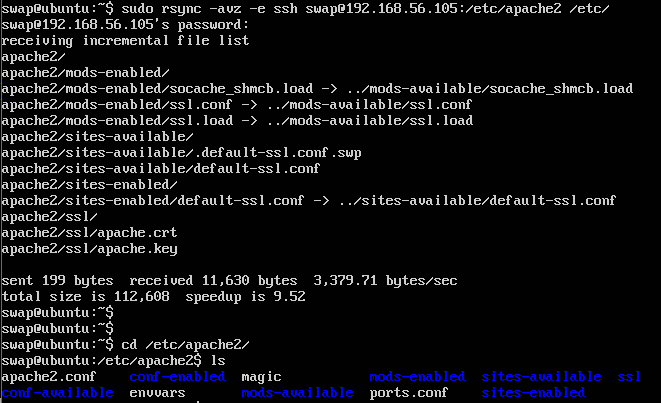 swap@ubuntu:~$ sudo rsync -avz -e ssh swap@192.168.56.105:/etc/apache2 /etc/
swap@192.168.56.105's password:
receiving incremental file list
apache2/
apache2/mods-enabled/
apache2/mods-enabled/socache_shmcb.load -> ../mods-available/socache_shmcb.load
apache2/mods-enabled/ssl.conf -> ../mods-available/ssl.conf
apache2/mods-enabled/ssl.load -> ../mods-available/ssl.load
apache2/sites-available/
apache2/sites-available/.default-ssl.conf.swp
apache2/sites-available/default-ssl.conf
apache2/sites-enabled/
apache2/sites-enabled/default-ssl.conf -> ../sites-available/default-ssl.conf
apache2/ssl/
apache2/ssl/apache.crt
apache2/ssl/apache.key
sent 199 bytes  received 11,630 bytes  3,379.71 bytes/sec
total size is 112,608  speedup is 9.52
swap@ubuntu:~$
swap@ubuntu:~$
swap@ubuntu:~$ cd /etc/apache2/
swap@ubuntu:/etc/apache2$ ls
apache2.conf    conf-enabled  magic           mods-enabled  sites-available  ssl
conf-available  envvars       mods-available  ports.conf    sites-enabled